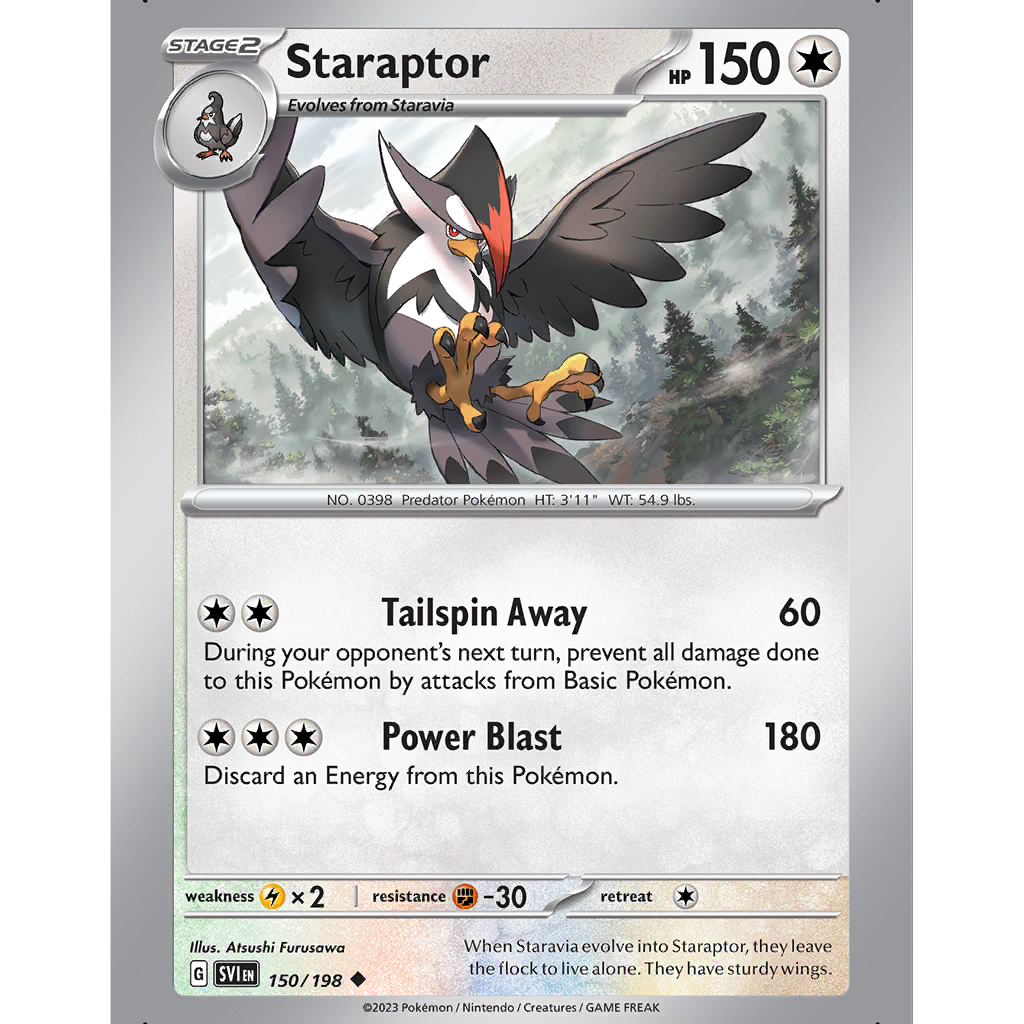 STAGE2
Staraptor
HP 150
Evolves from Staravia
NO. 0398 Predator Pokémon HT: 3'11" WT: 54.9 lbs.
Tailspin Away 60
During your opponent's next turn, prevent all damage done
to this Pokémon by attacks from Basic Pokémon.
Power Blast 180
Discard an Energy from this Pokémon.
weakness ×2 resistance -30 retreat
Illus. Atsushi Furusawa
When Staravia evolve into Staraptor, they leave
the flock to live alone. They have sturdy wings.
G SVI EN 150/198
©2023 Pokémon / Nintendo / Creatures / GAME FREAK